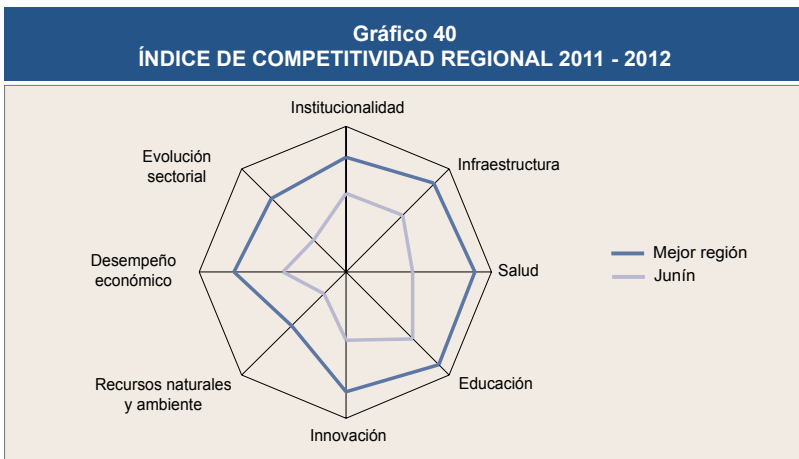 Gráfico 40
ÍNDICE DE COMPETITIVIDAD REGIONAL 2011 - 2012
Institucionalidad
Evolución
sectorial
Infraestructura
Desempeño
económico
Salud
Mejor región
Junín
Recursos naturales
y ambiente
Educación
Innovación